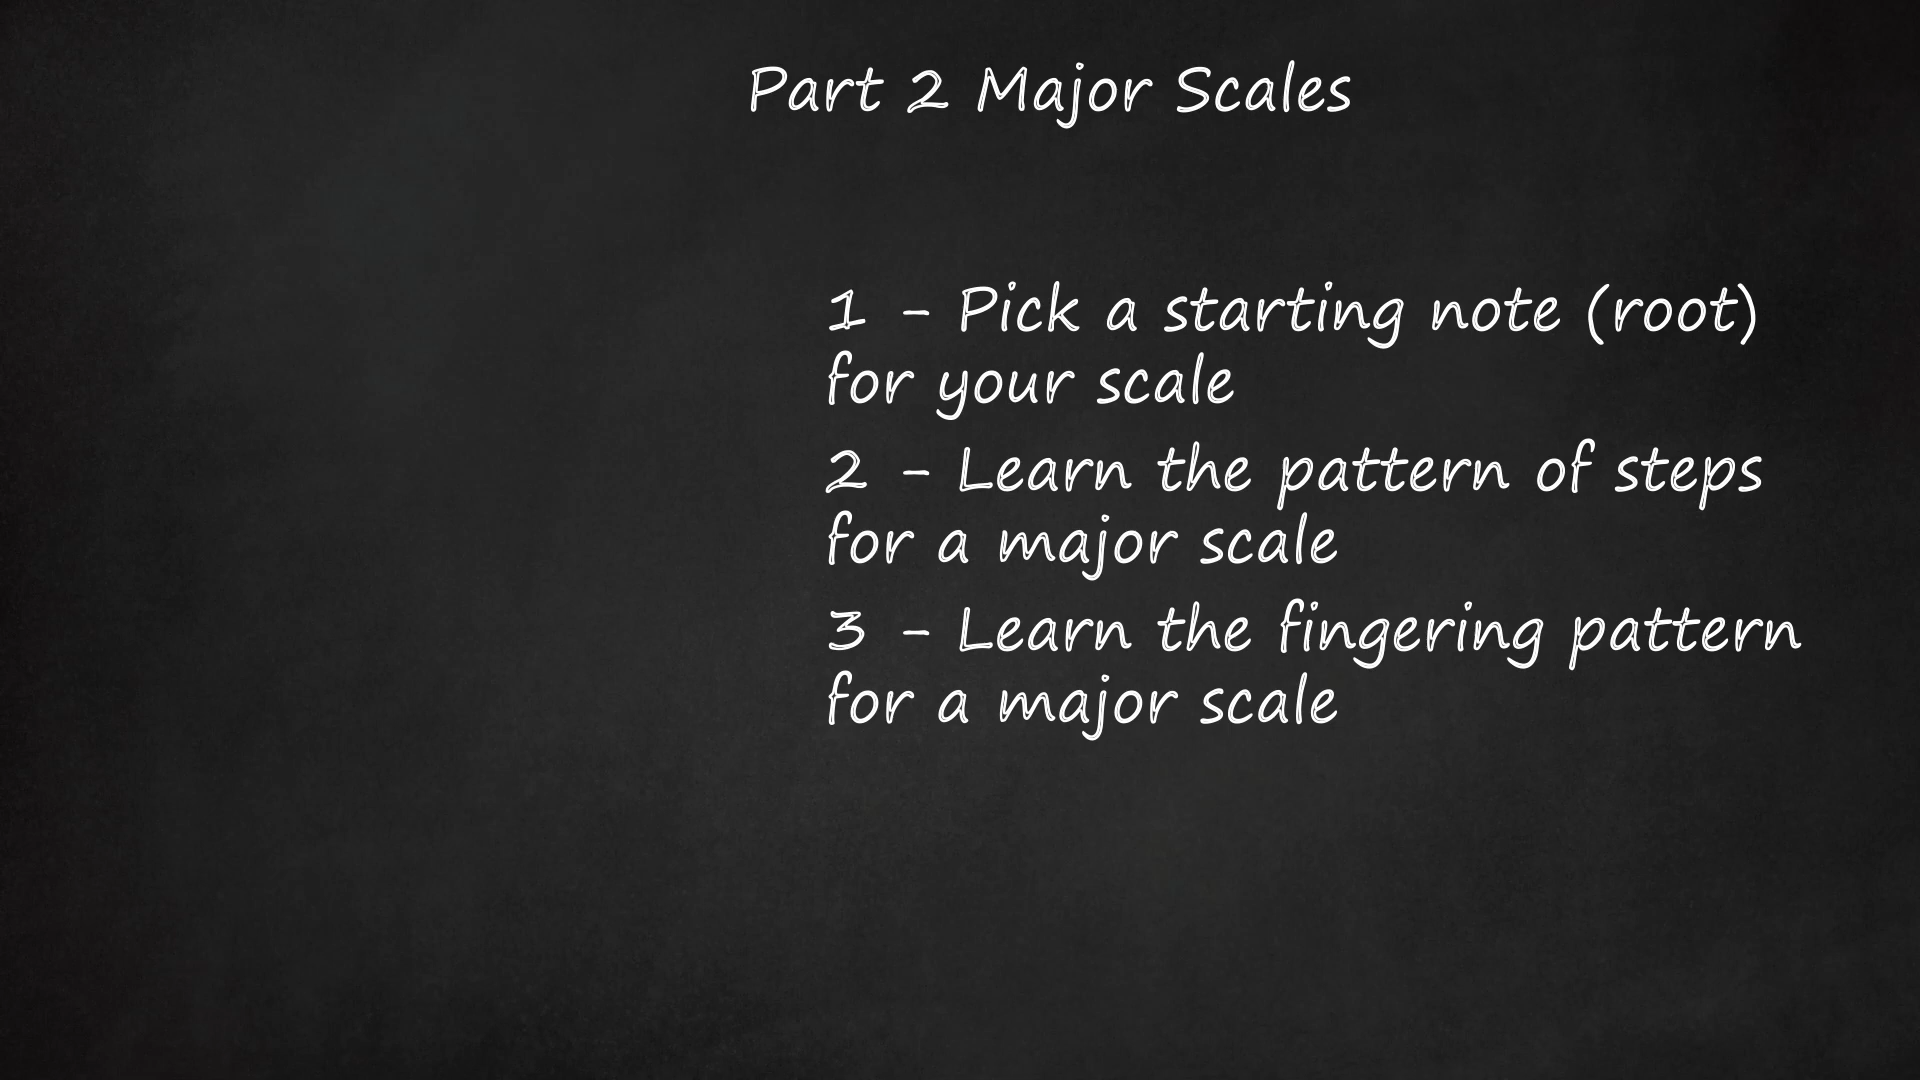 Part 2 Major Scales
1 - Pick a starting note (root)
for your scale
2 - Learn the pattern of steps
for a major scale
3 - Learn the fingering pattern
for a major scale